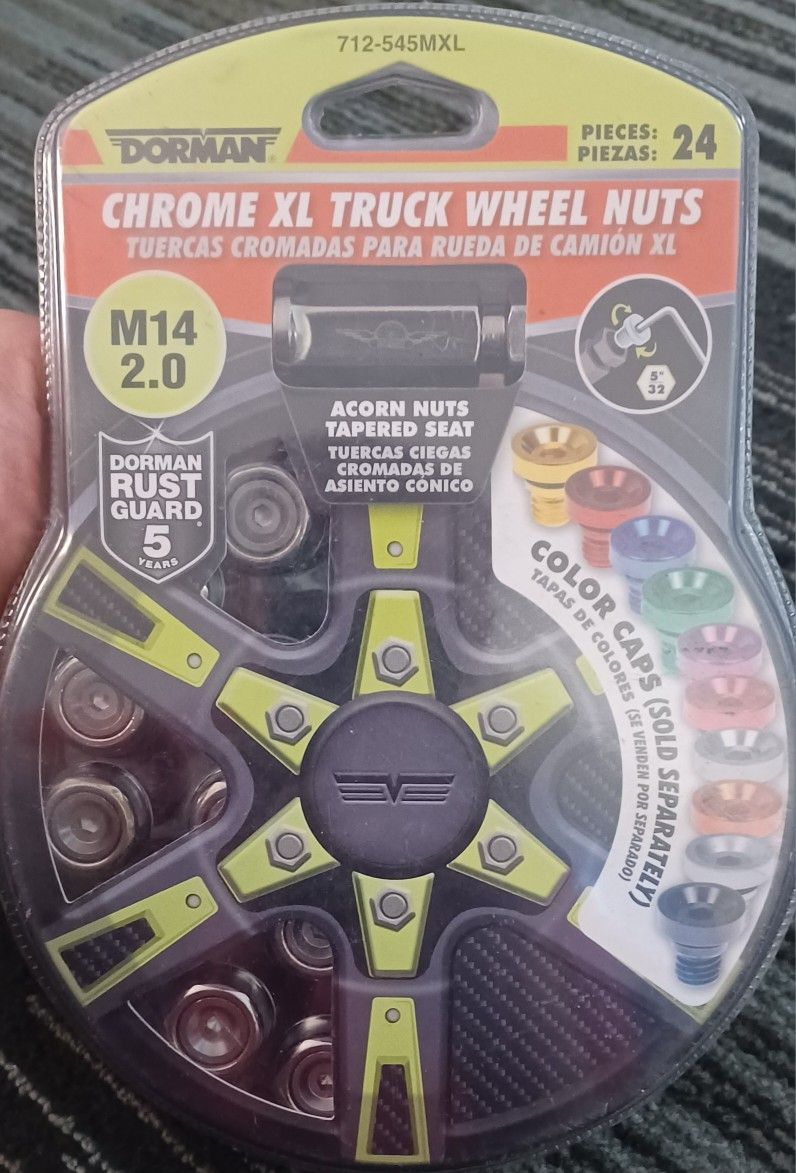 712-545MXL
DORMAN®
PIECES: 24
PIEZAS:
CHROME XL TRUCK WHEEL NUTS
TUERCAS CROMADAS PARA RUEDA DE CAMIÓN XL
M14
2.0
5"
32
ACORN NUTS
TAPERED SEAT
TUERCAS CIEGAS
CROMADAS DE
ASIENTO CÓNICO
DORMAN
RUST
GUARD
5
YEARS
COLOR CAPS (SOLD SEPARATELY)
TAPAS DE COLORES (SE VENDEN POR SEPARADO)